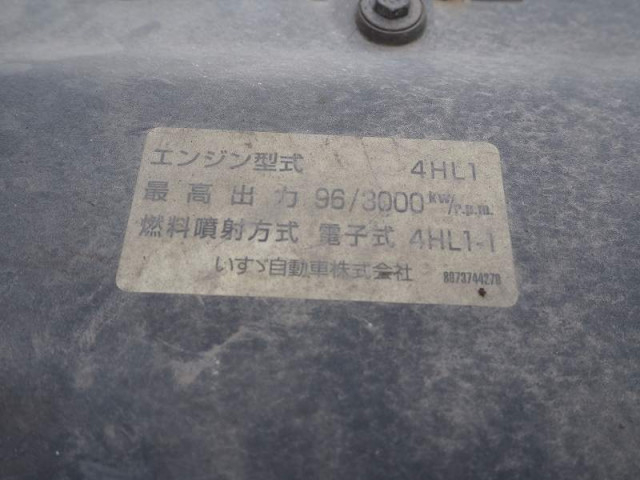 エンジン型式 4HL1
最高出力 96/3000 kW/r.p.m.
燃料噴射方式 電子式 4HL1-1
いすゞ自動車株式会社 8973744270